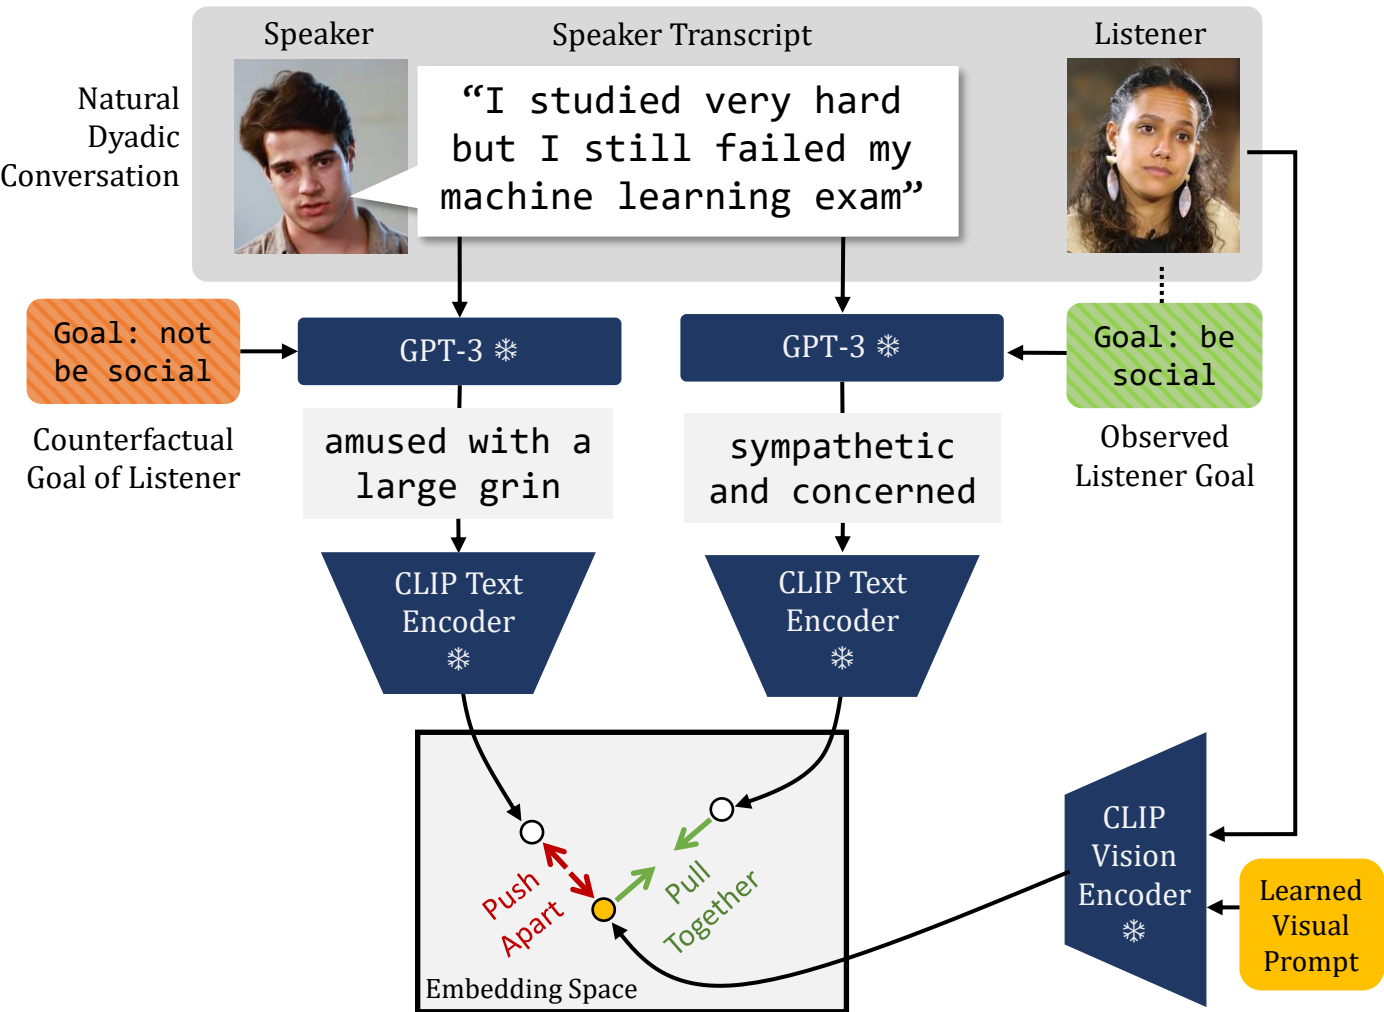 Speaker
Speaker Transcript
Listener
Natural
Dyadic
Conversation
“I studied very hard
but I still failed my
machine learning exam”
Goal: not
be social
GPT-3
GPT-3
Goal: be
social
Counterfactual
Goal of Listener
amused with a
large grin
sympathetic
and concerned
Observed
Listener Goal
CLIP Text
Encoder
CLIP Text
Encoder
Push
Apart
Pull
Together
Embedding Space
CLIP
Vision
Encoder
Learned
Visual
Prompt